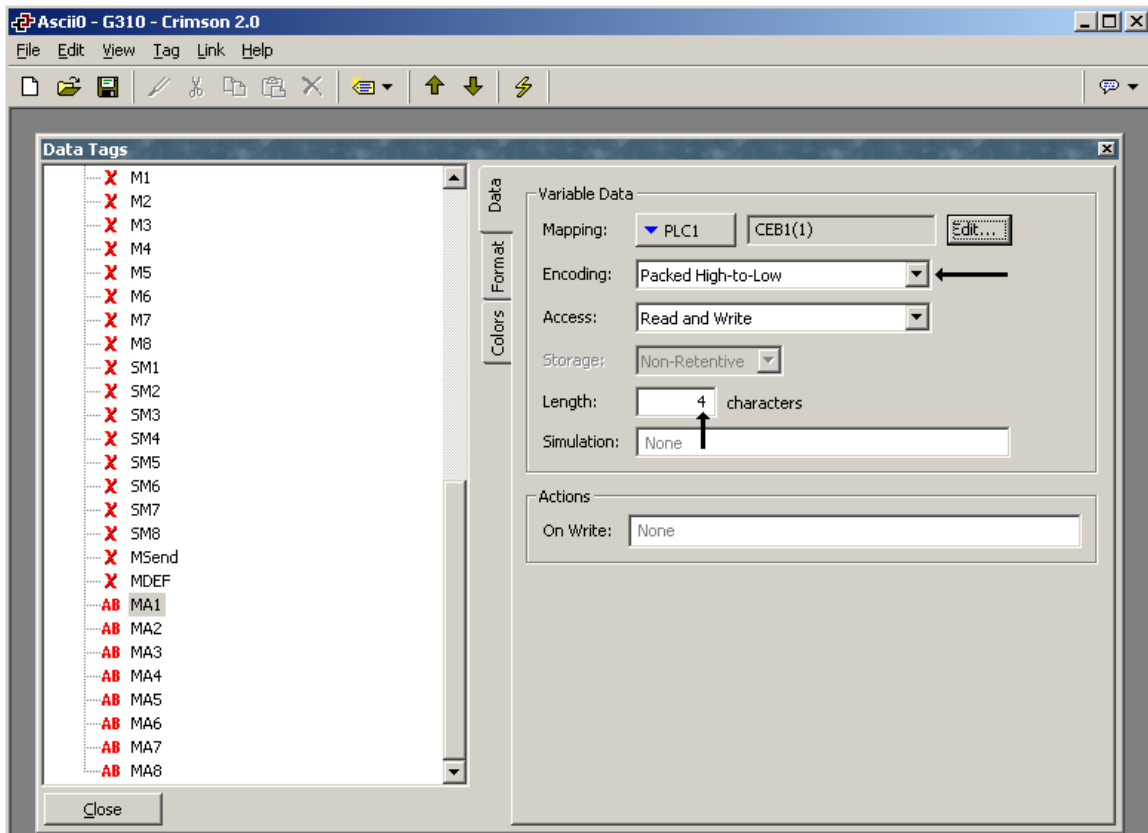 Ascii0 - G310 - Crimson 2.0
File Edit View Tag Link Help
Data Tags
M1
M2
M3
M4
M5
M6
M7
M8
SM1
SM2
SM3
SM4
SM5
SM6
SM7
SM8
MSend
MDEF
AB MA1
AB MA2
AB MA3
AB MA4
AB MA5
AB MA6
AB MA7
AB MA8
Close
Data
Format
Colors
Variable Data
Mapping: PLC1 CEB1(1) Edit...
Encoding: Packed High-to-Low
Access: Read and Write
Storage: Non-Retentive
Length: 4 characters
Simulation: None
Actions
On Write: None